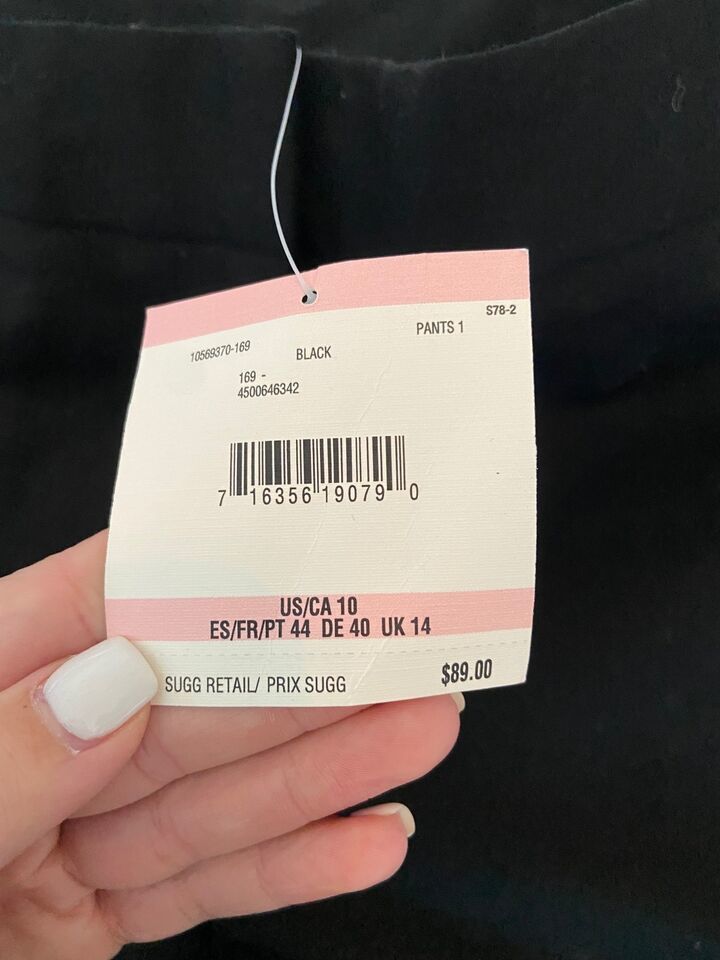 S78-2
PANTS 1
10569370-169 BLACK
169 -
4500646342
7 16356 19079 0
US/CA 10
ES/FR/PT 44 DE 40 UK 14
SUGG RETAIL/ PRIX SUGG $89.00